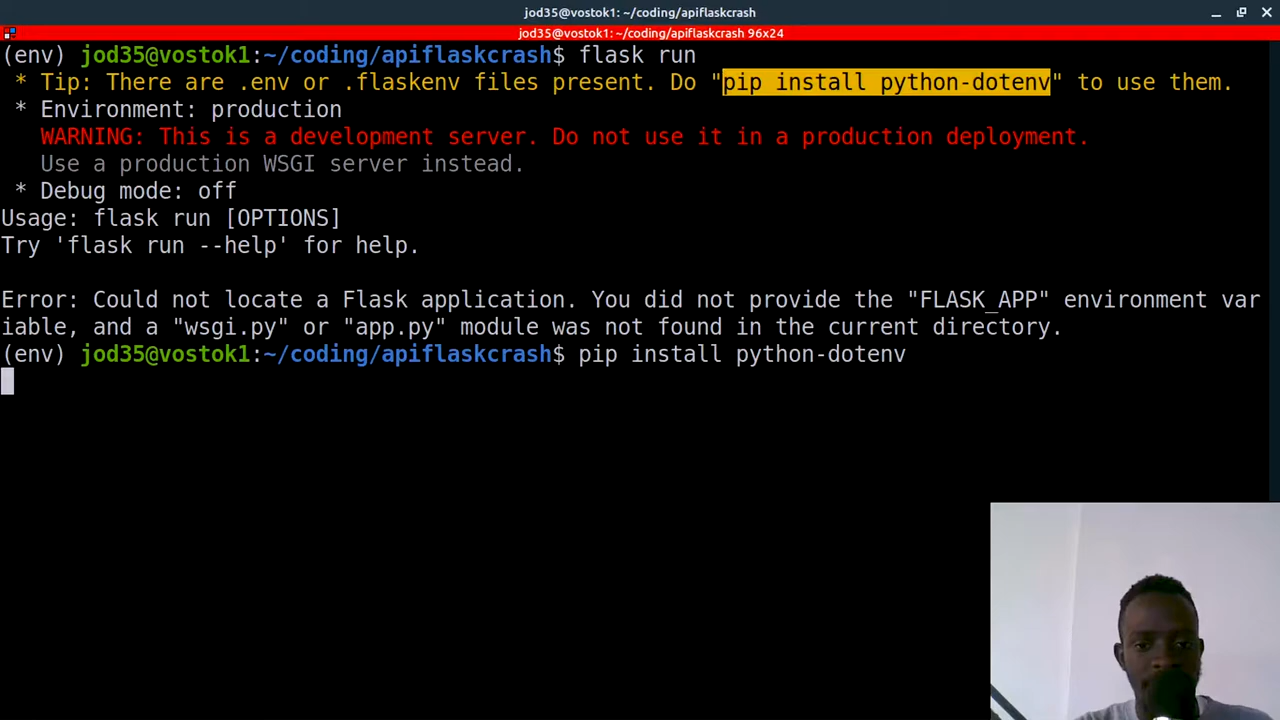 jod35@vostok1: ~/coding/apiflaskcrash
jod35@vostok1: ~/coding/apiflaskcrash 96x24
(env) jod35@vostok1:~/coding/apiflaskcrash$ flask run
 * Tip: There are .env or .flaskenv files present. Do "pip install python-dotenv" to use them.
 * Environment: production
   WARNING: This is a development server. Do not use it in a production deployment.
   Use a production WSGI server instead.
 * Debug mode: off
Usage: flask run [OPTIONS]
Try 'flask run --help' for help.
Error: Could not locate a Flask application. You did not provide the "FLASK_APP" environment var
iable, and a "wsgi.py" or "app.py" module was not found in the current directory.
(env) jod35@vostok1:~/coding/apiflaskcrash$ pip install python-dotenv